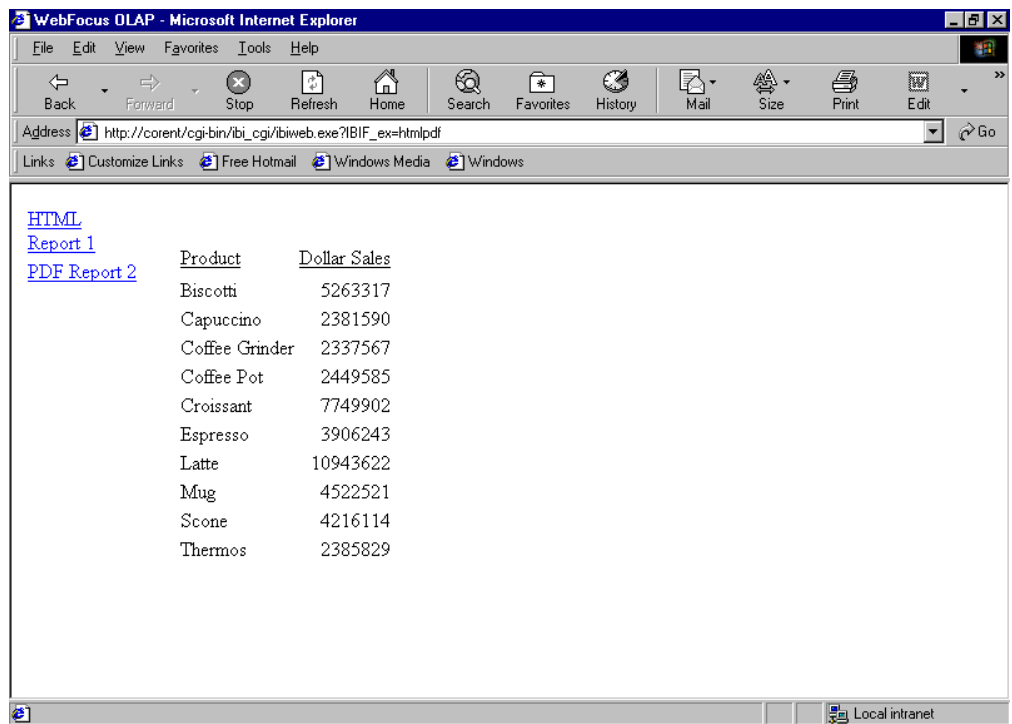 WebFocus OLAP - Microsoft Internet Explorer
File Edit View Favorites Tools Help
Back Forward Stop Refresh Home Search Favorites History Mail Size Print Edit »
Address http://corent/cgi-bin/ibi_cgi/ibiweb.exe?IBIF_ex=htmlpdf Go
Links Customize Links Free Hotmail Windows Media Windows
HTML
Report 1
PDF Report 2
Product Dollar Sales
Biscotti 5263317
Capuccino 2381590
Coffee Grinder 2337567
Coffee Pot 2449585
Croissant 7749902
Espresso 3906243
Latte 10943622
Mug 4522521
Scone 4216114
Thermos 2385829
Local intranet